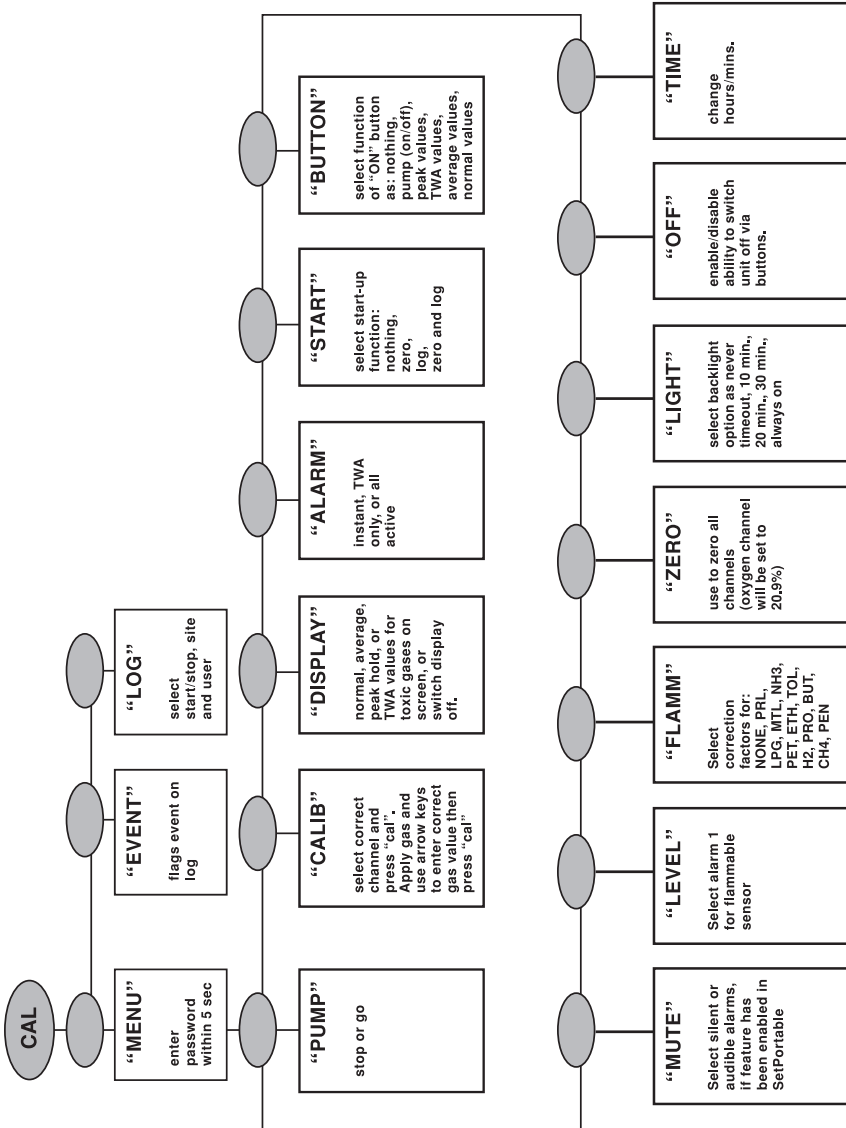 CAL
“MENU”
enter
password
within 5 sec
“EVENT”
flags event on
log
“LOG”
select
start/stop, site
and user
“PUMP”
stop or go
“CALIB”
select correct
channel and
press “cal”.
Apply gas and
use arrow keys
to enter correct
gas value then
press “cal”
“DISPLAY”
normal, average,
peak hold, or
TWA values for
toxic gases on
screen, or
switch display
off.
“ALARM”
instant, TWA
only, or all
active
“START”
select start-up
function:
nothing,
zero,
log,
zero and log
“BUTTON”
select function
of “ON” button
as: nothing,
pump (on/off),
peak values,
TWA values,
average values,
normal values
“MUTE”
Select silent or
audible alarms,
if feature has
been enabled in
SetPortable
“LEVEL”
Select alarm 1
for flammable
sensor
“FLAMM”
Select
correction
factors for:
NONE, PRL,
LPG, MTL, NH3,
PET, ETH, TOL,
H2, PRO, BUT,
CH4, PEN
“ZERO”
use to zero all
channels
(oxygen channel
will be set to
20.9%)
“LIGHT”
select backlight
option as never
timeout, 10 min.,
20 min., 30 min.,
always on
“OFF”
enable/disable
ability to switch
unit off via
buttons.
“TIME”
change
hours/mins.